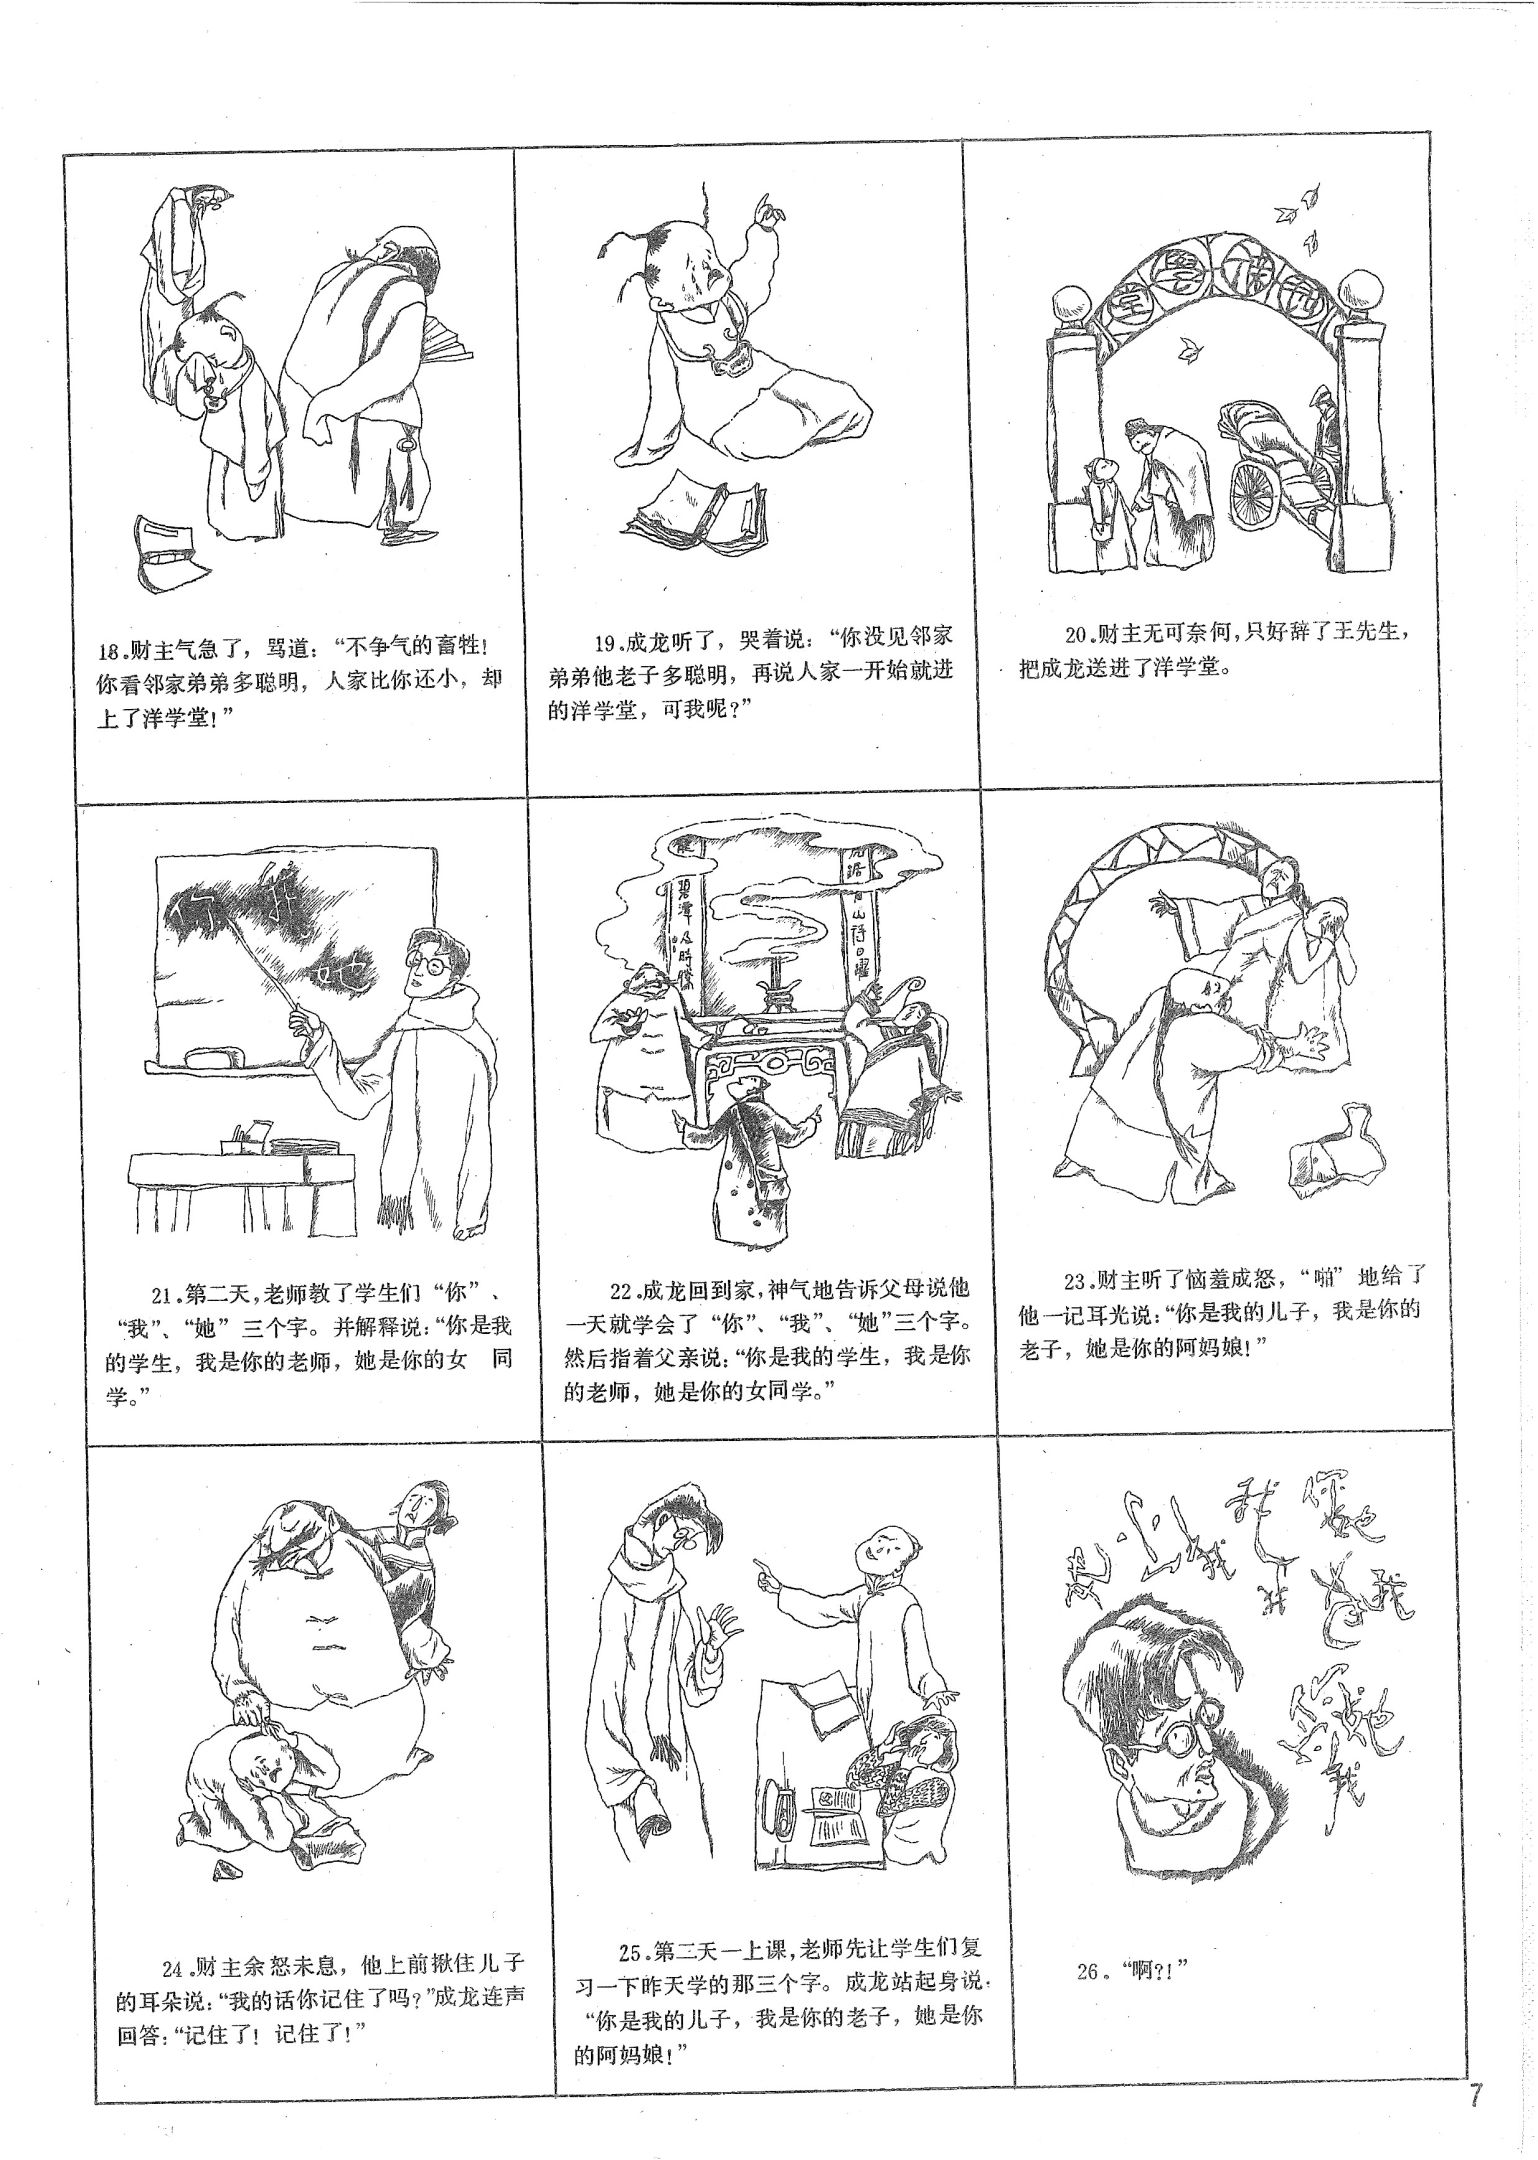 18.财主气急了，骂道：“不争气的畜牲！
你看邻家弟弟多聪明，人家比你还小，却
上了洋学堂！”
19.成龙听了，哭着说：“你没见邻家
弟弟他老子多聪明，再说人家一开始就进
的洋学堂，可我呢？”
堂學
20.财主无可奈何，只好辞了王先生，
把成龙送进了洋学堂。
你 我
她
21.第二天，老师教了学生们“你”、
“我”、“她”三个字。并解释说：“你是我
的学生，我是你的老师，她是你的女 同
学。”
22.成龙回到家，神气地告诉父母说他
一天就学会了“你”、“我”、“她”三个字。
然后指着父亲说：“你是我的学生，我是你
的老师，她是你的女同学。”
23.财主听了恼羞成怒，“啪”地给了
他一记耳光说：“你是我的儿子，我是你的
老子，她是你的阿妈娘！”
24.财主余怒未息，他上前揪住儿子
的耳朵说：“我的话你记住了吗？”成龙连声
回答：“记住了！记住了！”
25.第二天一上课，老师先让学生们复
习一下昨天学的那三个字。成龙站起身说：
“你是我的儿子，我是你的老子，她是你
的阿妈娘！”
我 你
她
我
我
她
26。“啊？！”
7